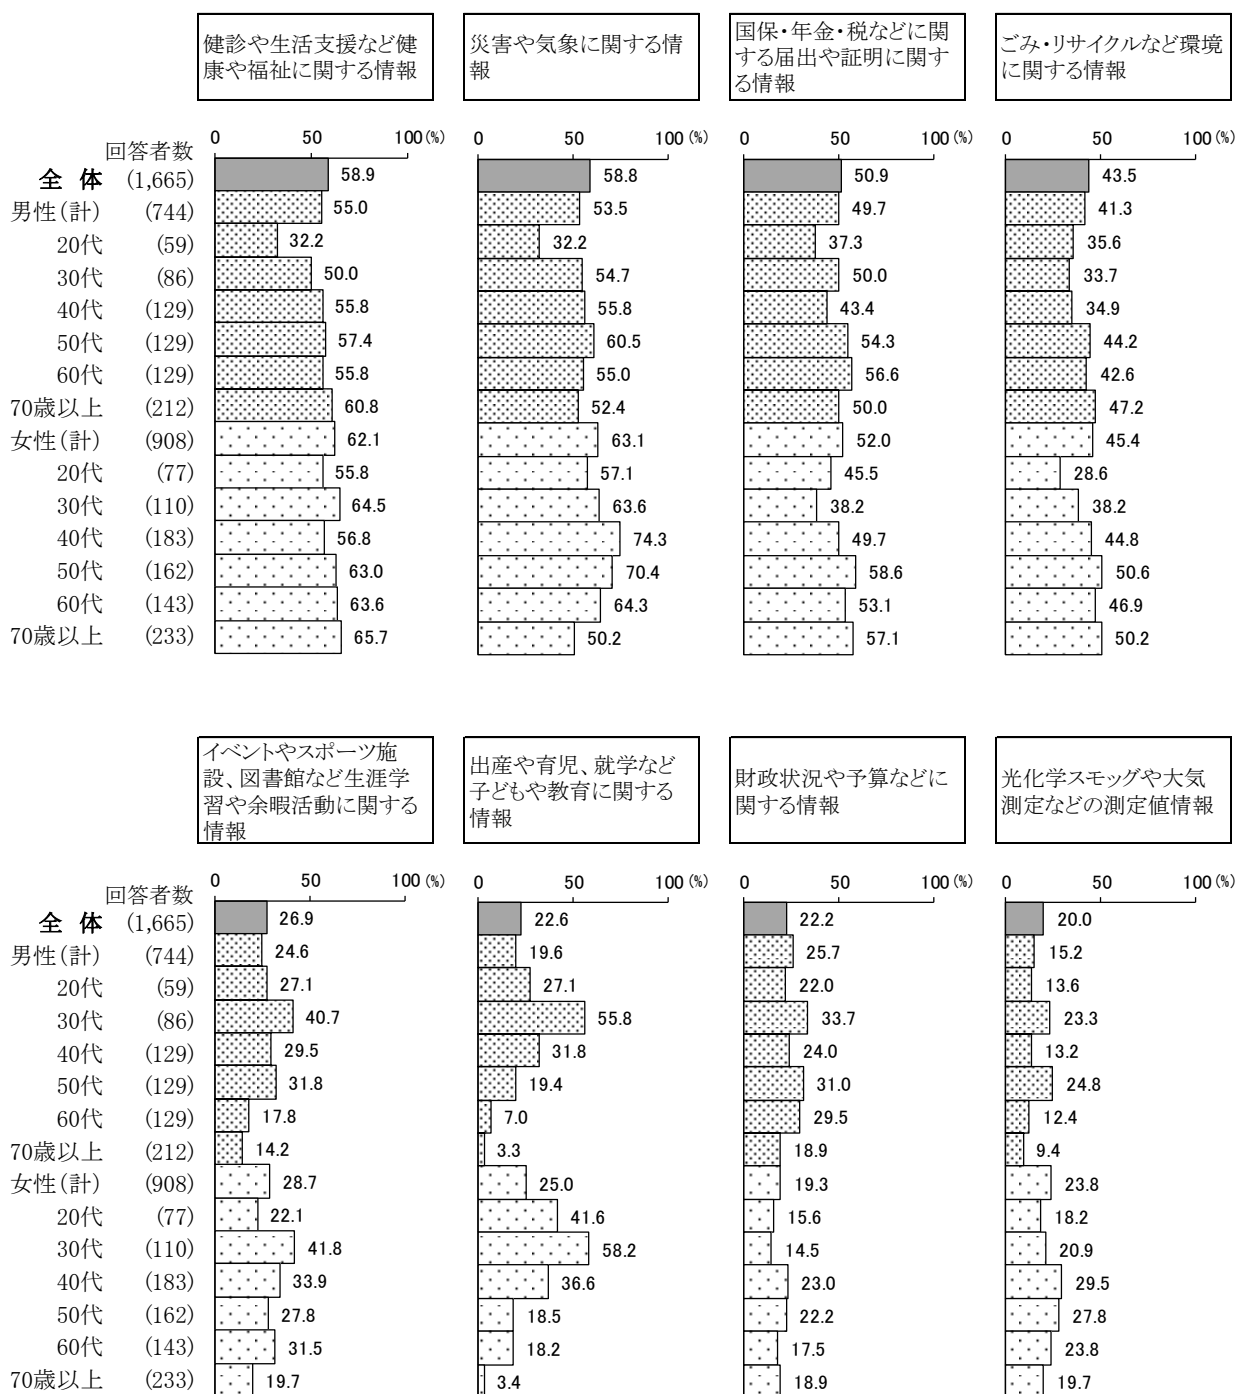 健診や生活支援など健
康や福祉に関する情報
災害や気象に関する情
報
国保・年金・税などに関
する届出や証明に関す
る情報
ごみ・リサイクルなど環境
に関する情報
0 50 100(%) 0 50 100(%) 0 50 100(%) 0 50 100(%)
回答者数
全 体 (1,665) 58.9 58.8 50.9 43.5
男性(計) (744) 55.0 53.5 49.7 41.3
20代 (59) 32.2 32.2 37.3 35.6
30代 (86) 50.0 54.7 50.0 33.7
40代 (129) 55.8 55.8 43.4 34.9
50代 (129) 57.4 60.5 54.3 44.2
60代 (129) 55.8 55.0 56.6 42.6
70歳以上 (212) 60.8 52.4 50.0 47.2
女性(計) (908) 62.1 63.1 52.0 45.4
20代 (77) 55.8 57.1 45.5 28.6
30代 (110) 64.5 63.6 38.2 38.2
40代 (183) 56.8 74.3 49.7 44.8
50代 (162) 63.0 70.4 58.6 50.6
60代 (143) 63.6 64.3 53.1 46.9
70歳以上 (233) 65.7 50.2 57.1 50.2
イベントやスポーツ施
設、図書館など生涯学
習や余暇活動に関する
情報
出産や育児、就学など
子どもや教育に関する
情報
財政状況や予算などに
関する情報
光化学スモッグや大気
測定などの測定値情報
0 50 100(%) 0 50 100(%) 0 50 100(%) 0 50 100(%)
回答者数
全 体 (1,665) 26.9 22.6 22.2 20.0
男性(計) (744) 24.6 19.6 25.7 15.2
20代 (59) 27.1 27.1 22.0 13.6
30代 (86) 40.7 55.8 33.7 23.3
40代 (129) 29.5 31.8 24.0 13.2
50代 (129) 31.8 19.4 31.0 24.8
60代 (129) 17.8 7.0 29.5 12.4
70歳以上 (212) 14.2 3.3 18.9 9.4
女性(計) (908) 28.7 25.0 19.3 23.8
20代 (77) 22.1 41.6 15.6 18.2
30代 (110) 41.8 58.2 14.5 20.9
40代 (183) 33.9 36.6 23.0 29.5
50代 (162) 27.8 18.5 22.2 27.8
60代 (143) 31.5 18.2 17.5 23.8
70歳以上 (233) 19.7 3.4 18.9 19.7